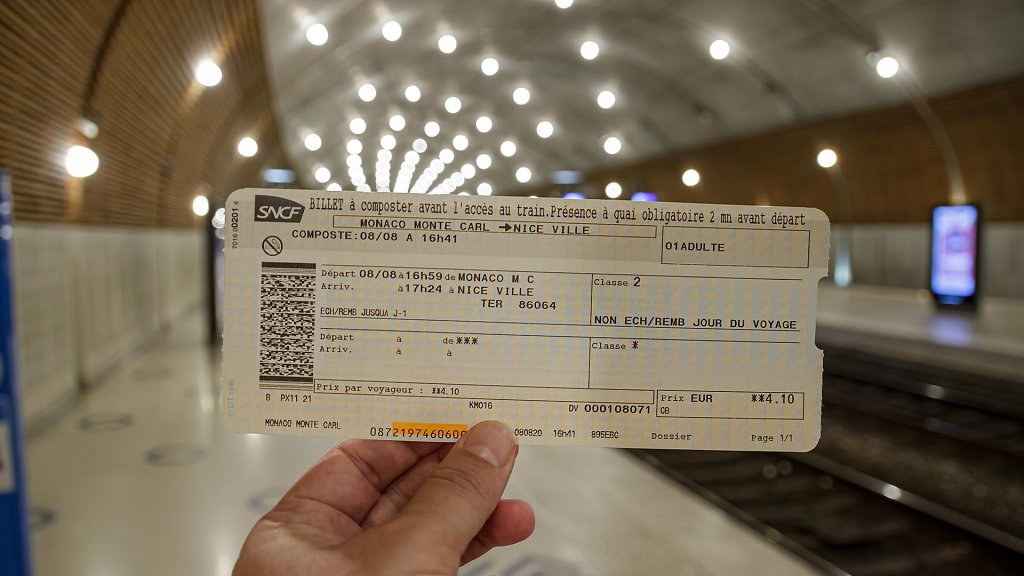 SNCF
BILLET à composter avant l'accès au train.Présence à quai obligatoire 2 mn avant départ
MONACO MONTE CARL → NICE VILLE
COMPOSTE:08/08 A 16h41
01ADULTE
Départ 08/08 à 16h59 de MONACO M C
Classe 2
Arriv. à 17h24 à NICE VILLE
TER 86064
ECH/REMB JUSQUA J-1
NON ECH/REMB JOUR DU VOYAGE
Départ à de ***
Classe *
Arriv. à à
Prix par voyageur : **4.10
Prix EUR **4.10
B PX11 21
KM016
DV 000108071
CB
MONACO MONTE CARL
080820 16h41 895EBC Dossier Page 1/1